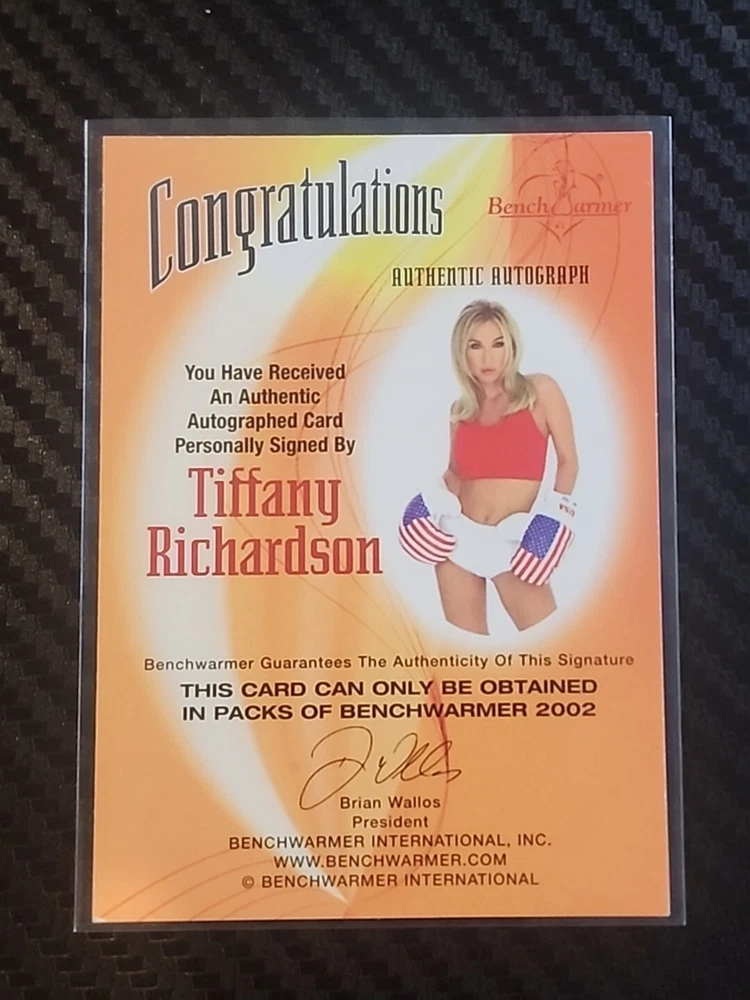 Congratulations
BenchWarmer
AUTHENTIC AUTOGRAPH
You Have Received
An Authentic
Autographed Card
Personally Signed By
Tiffany
Richardson
USA
Benchwarmer Guarantees The Authenticity Of This Signature
THIS CARD CAN ONLY BE OBTAINED
IN PACKS OF BENCHWARMER 2002
Brian Wallos
President
BENCHWARMER INTERNATIONAL, INC.
WWW.BENCHWARMER.COM
© BENCHWARMER INTERNATIONAL